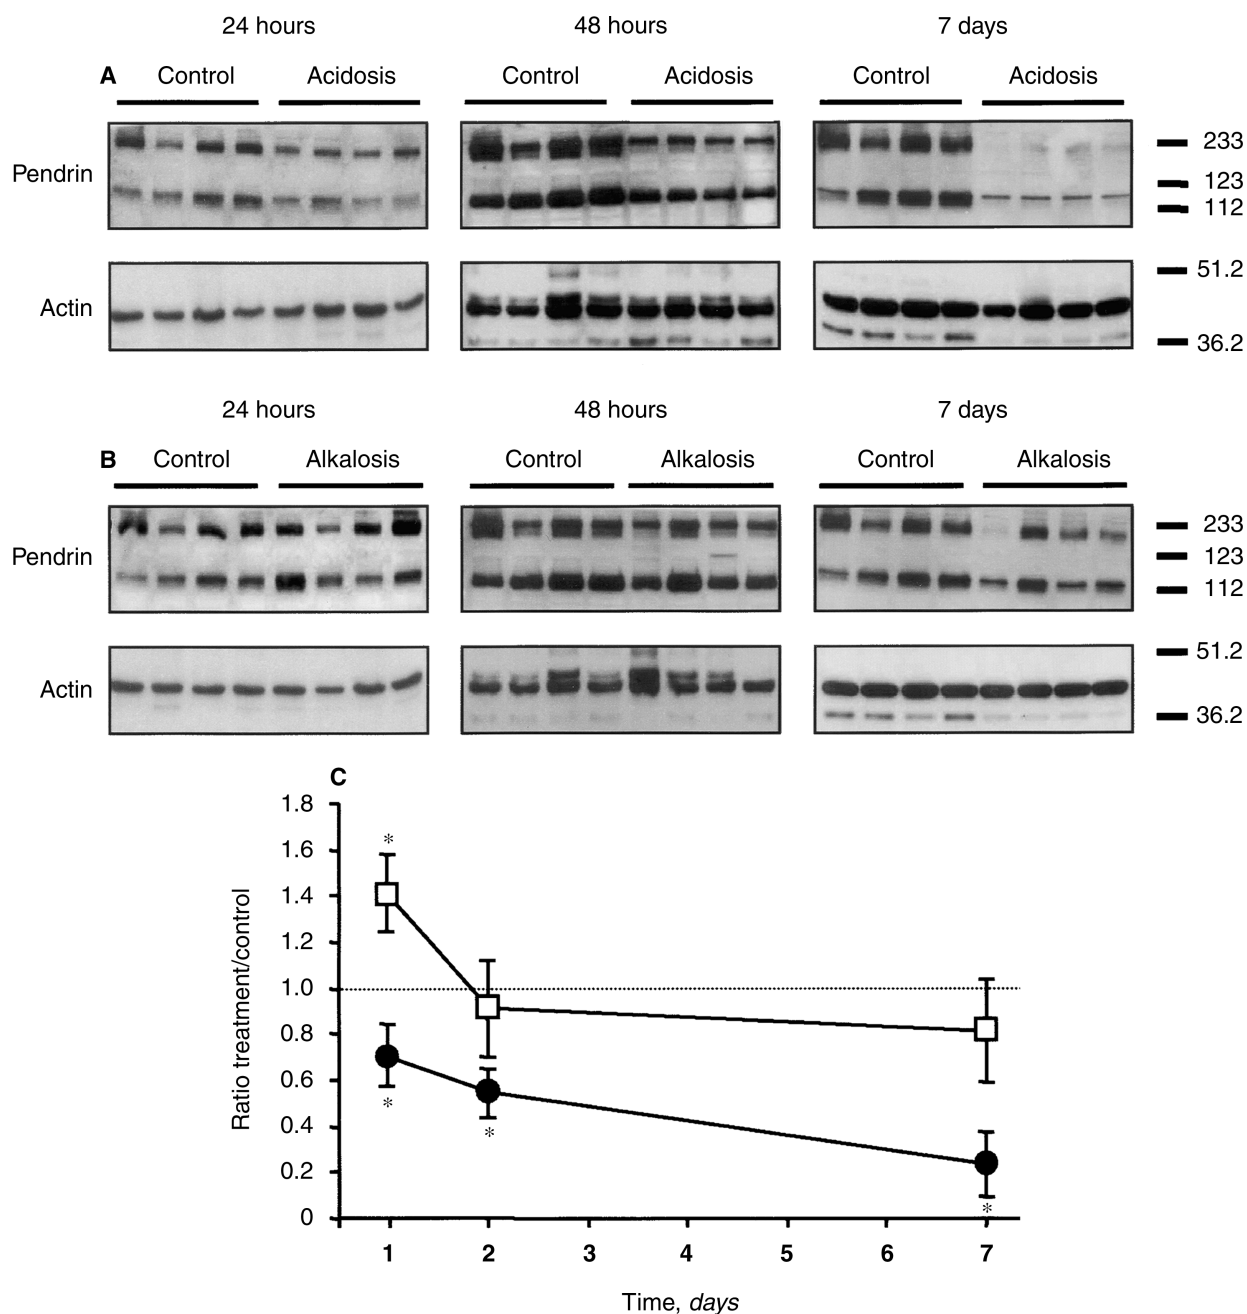 24 hours 48 hours 7 days
A Control Acidosis Control Acidosis Control Acidosis
233
Pendrin
123
112
51.2
Actin
36.2
24 hours 48 hours 7 days
B Control Alkalosis Control Alkalosis Control Alkalosis
233
Pendrin 123
112
51.2
Actin
36.2
C
1.8
*
1.6
1.4
1.2
1.0
0.8
0.6
*
0.4
*
0.2
*
0
Ratio treatment/control
1 2 3 4 5 6 7
Time, days